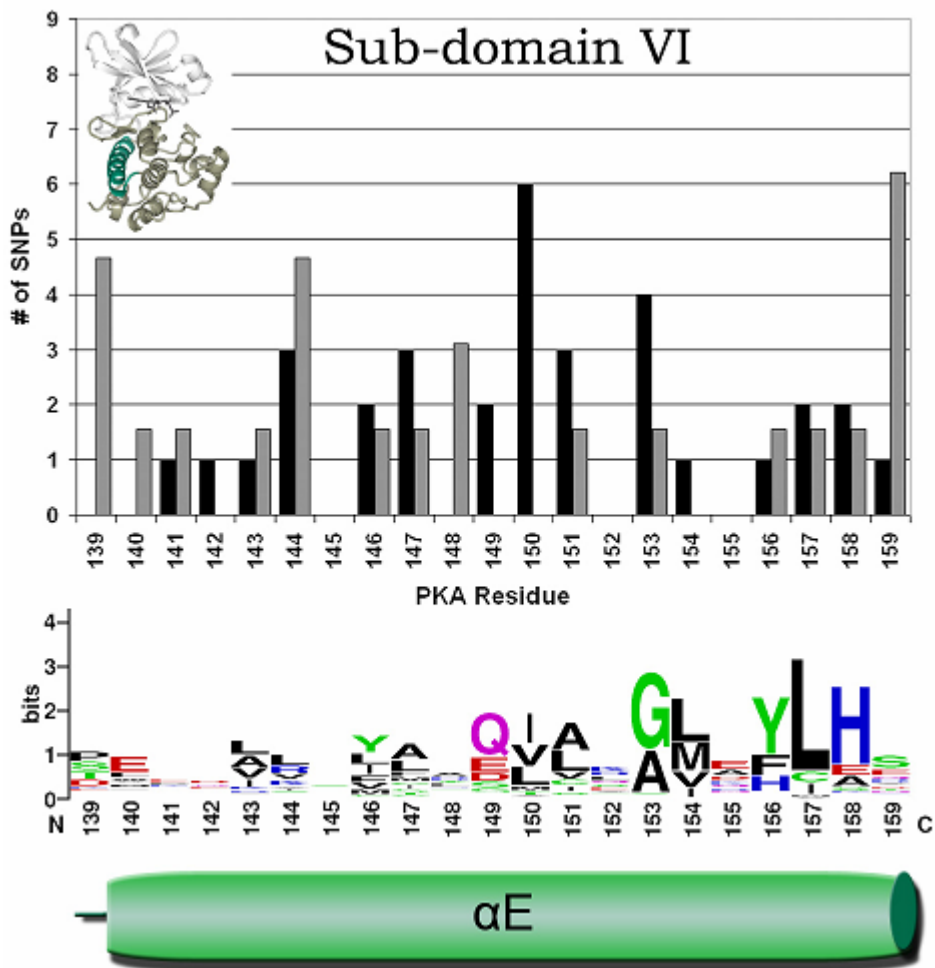 Sub-domain VI
# of SNPs
9
8
7
6
5
4
3
2
1
0
139 140 141 142 143 144 145 146 147 148 149 150 151 152 153 154 155 156 157 158 159
PKA Residue
bits
4
3
2
1
0
Q I A G L Y L H
Y A V A M F
N 139 140 141 142 143 144 145 146 147 148 149 150 151 152 153 154 155 156 157 158 159 C
αE